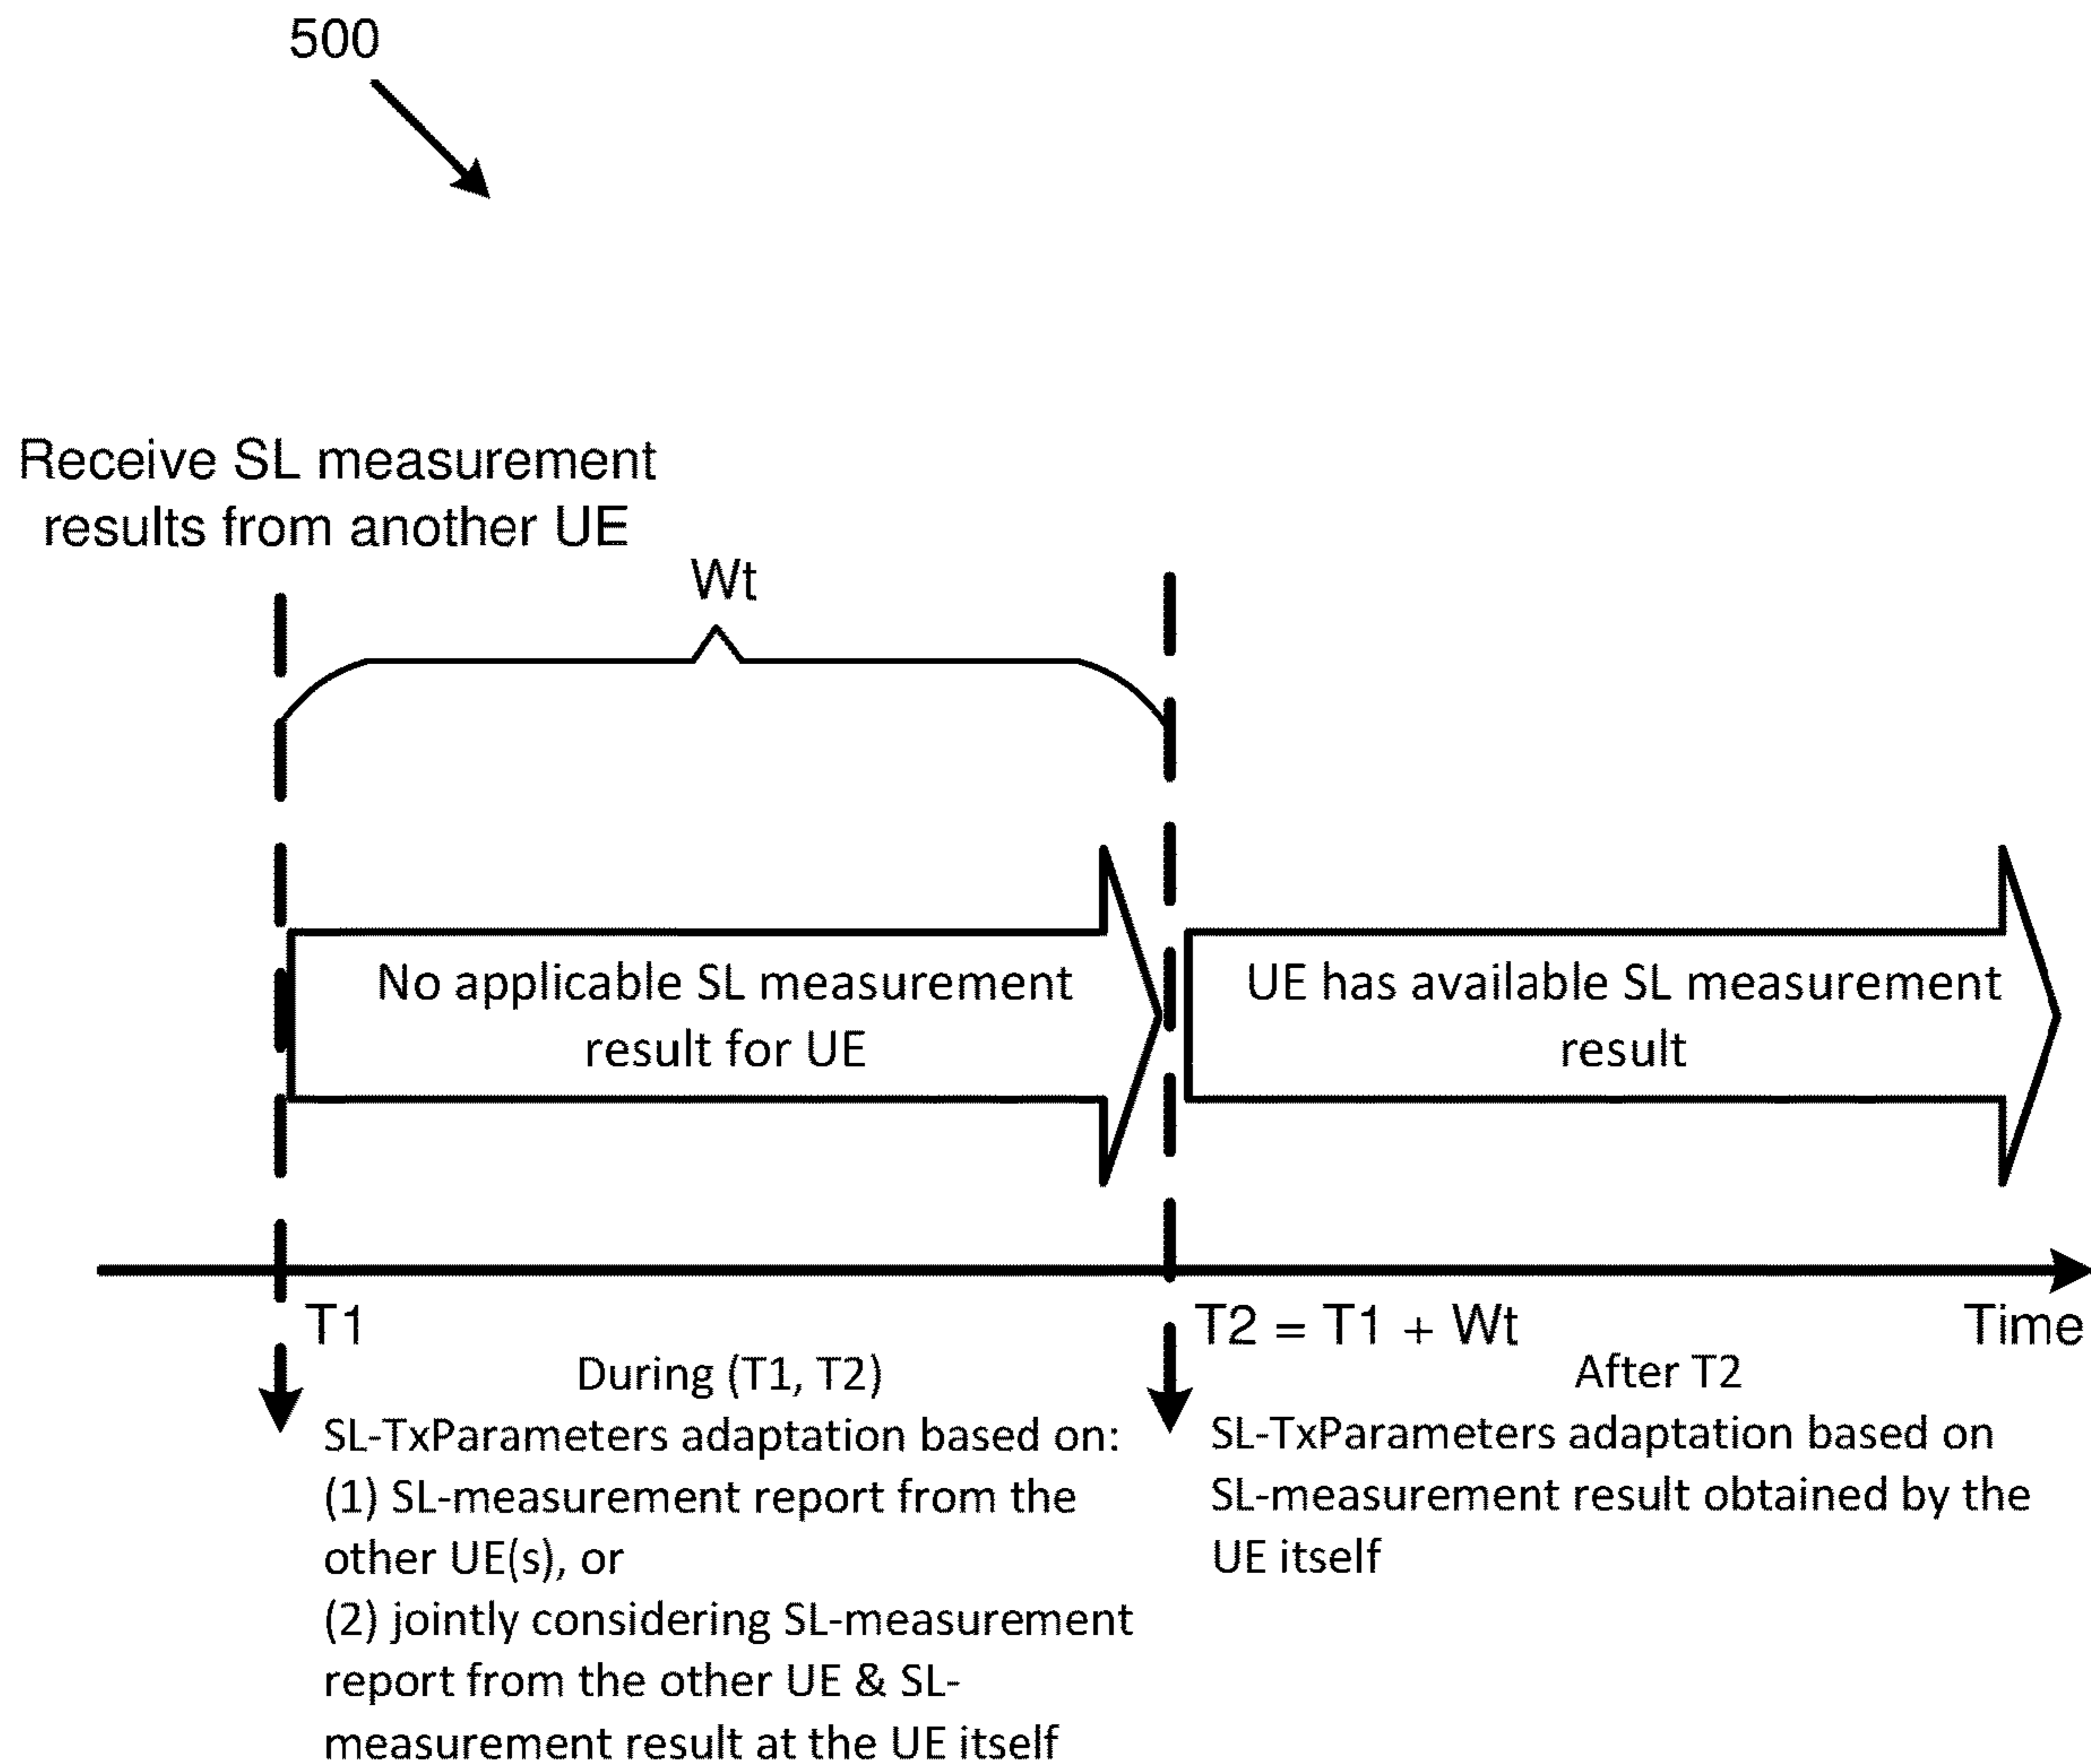 500
Receive SL measurement
results from another UE
Wt
No applicable SL measurement
result for UE
UE has available SL measurement
result
T1
T2 = T1 + Wt
Time
During (T1, T2)
SL-TxParameters adaptation based on:
(1) SL-measurement report from the
other UE(s), or
(2) jointly considering SL-measurement
report from the other UE & SL-
measurement result at the UE itself
After T2
SL-TxParameters adaptation based on
SL-measurement result obtained by the
UE itself